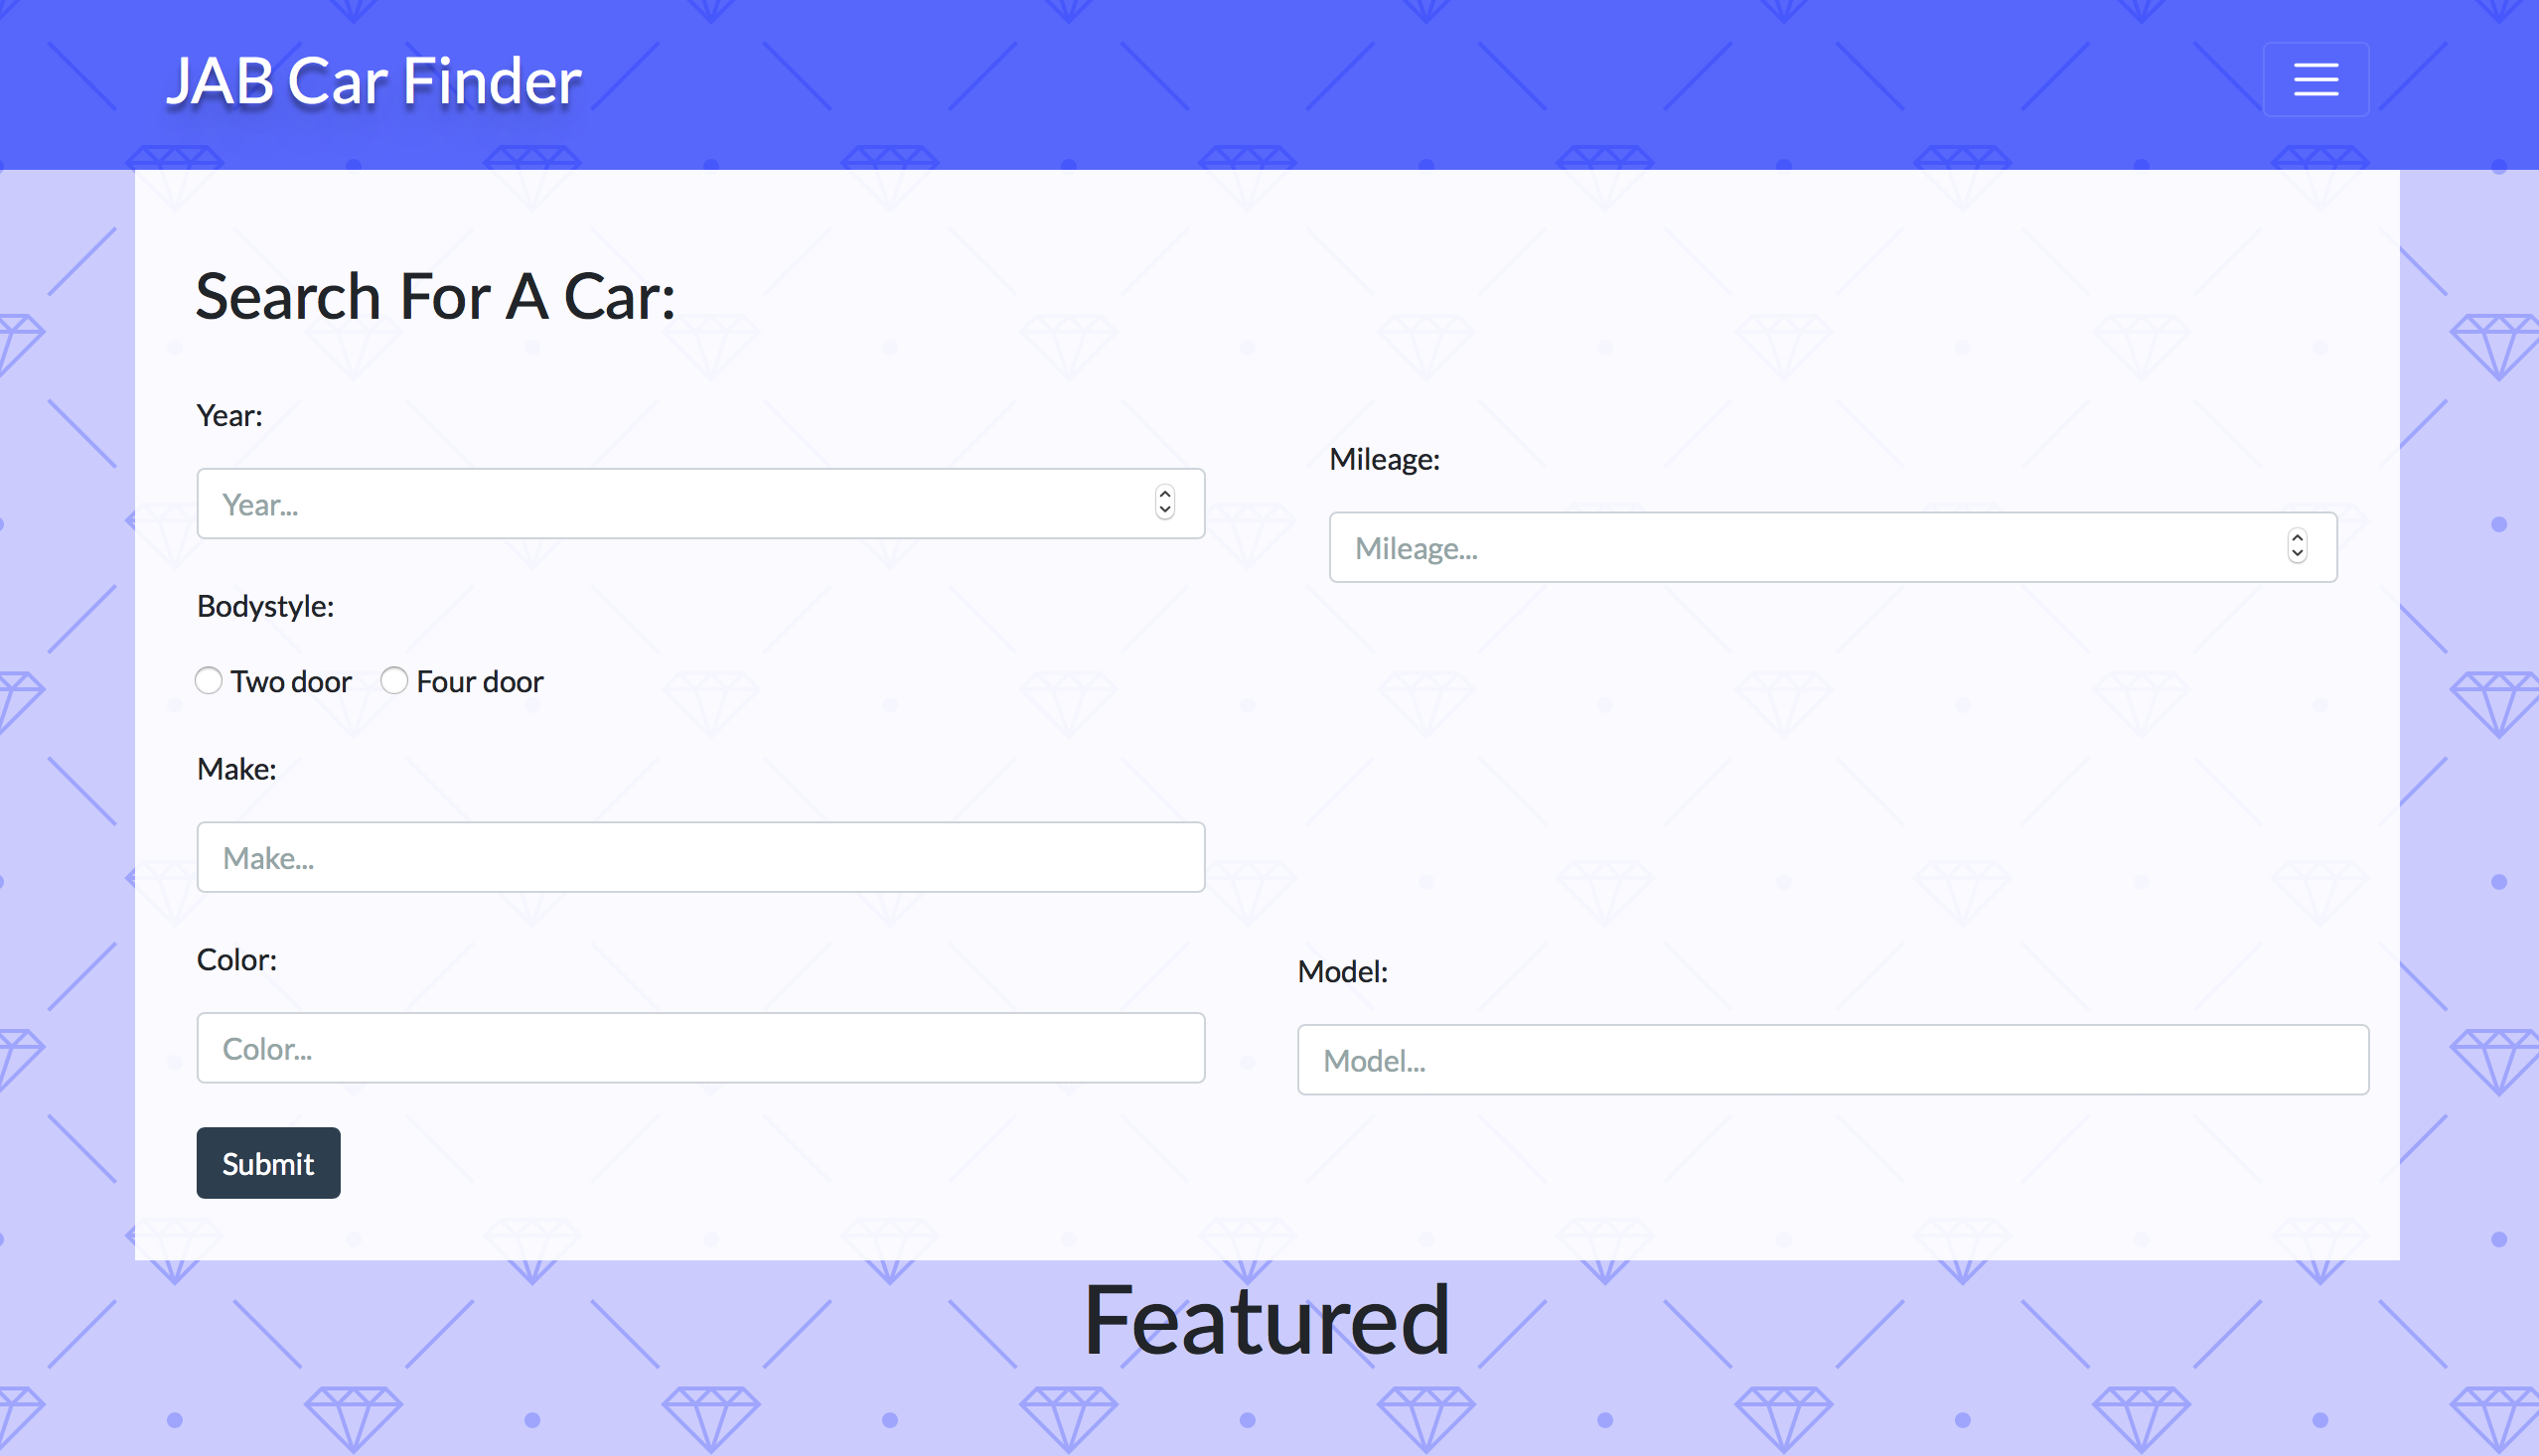 JAB Car Finder
Search For A Car:
Year:
Year...
Mileage:
Mileage...
Bodystyle:
Two door Four door
Make:
Make...
Color:
Color...
Model:
Model...
Submit
Featured